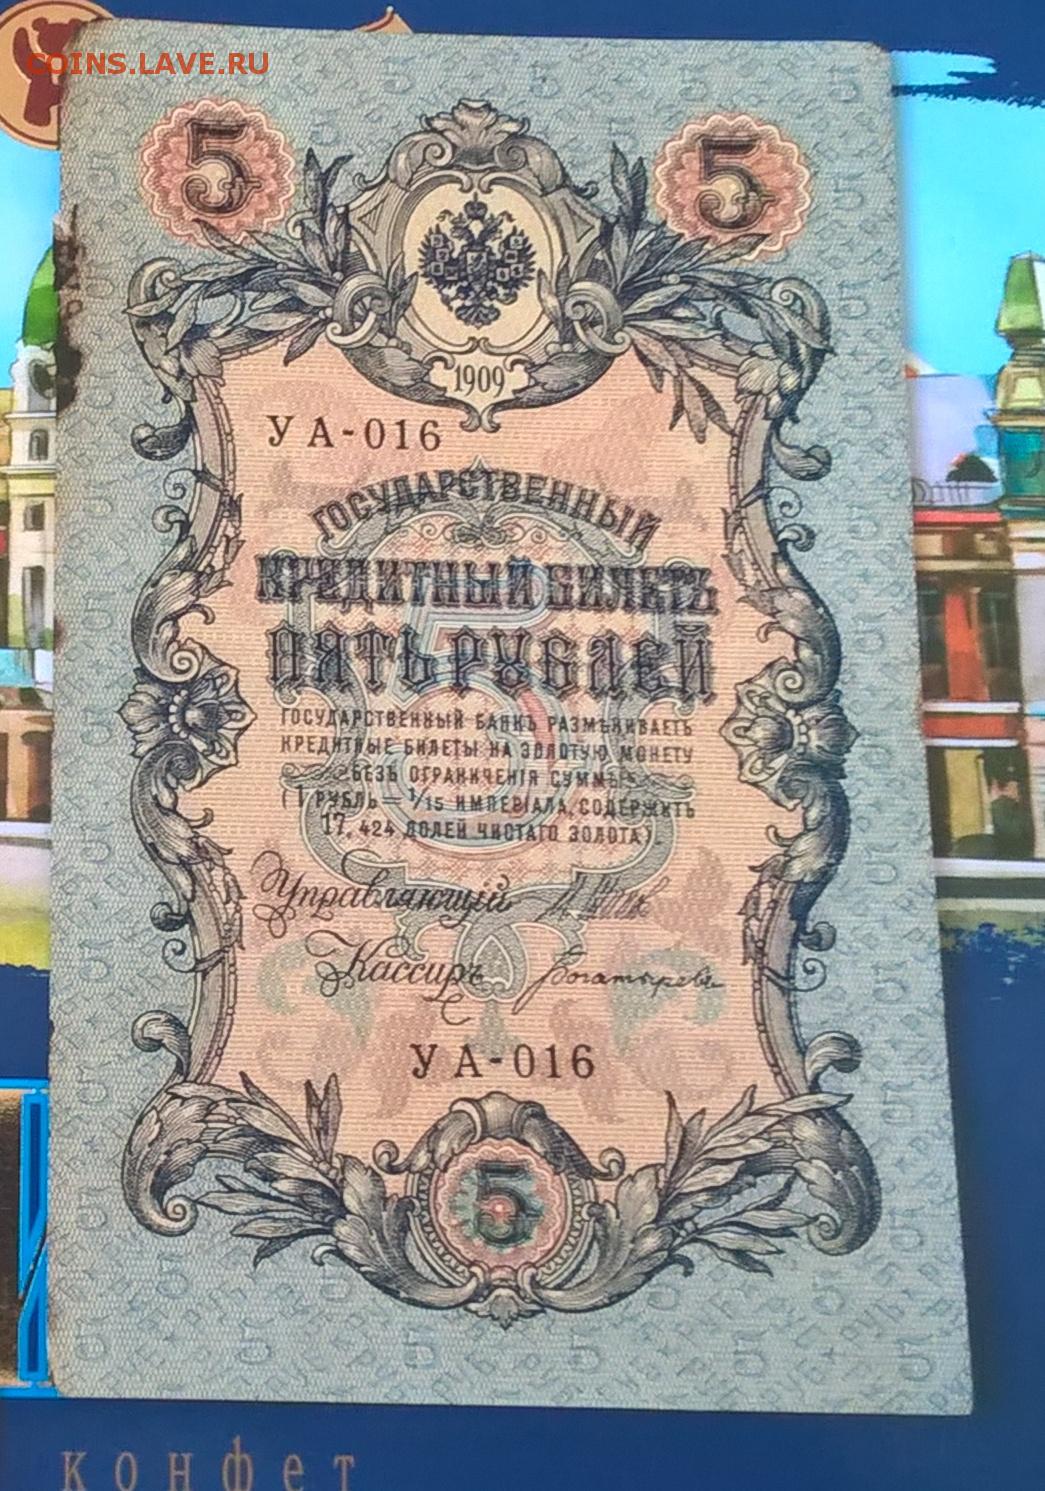 COINS.LAVE.RU
5 5
1909
УА-016
ГОСУДАРСТВЕННЫЙ
КРЕДИТНЫЙ БИЛЕТЪ
ПЯТЬ РУБЛЕЙ
ГОСУДАРСТВЕННЫЙ БАНКЪ РАЗМѢНИВАЕТЪ
КРЕДИТНЫЕ БИЛЕТЫ НА ЗОЛОТУЮ МОНЕТУ
БЕЗЪ ОГРАНИЧЕНІЯ СУММЫ
(1 РУБЛЬ = 1/15 ИМПЕРІАЛА, СОДЕРЖИТЪ
17,424 ДОЛЕЙ ЧИСТАГО ЗОЛОТА).
Управляющій
Кассиръ Богатыревъ
УА-016
5
конфет